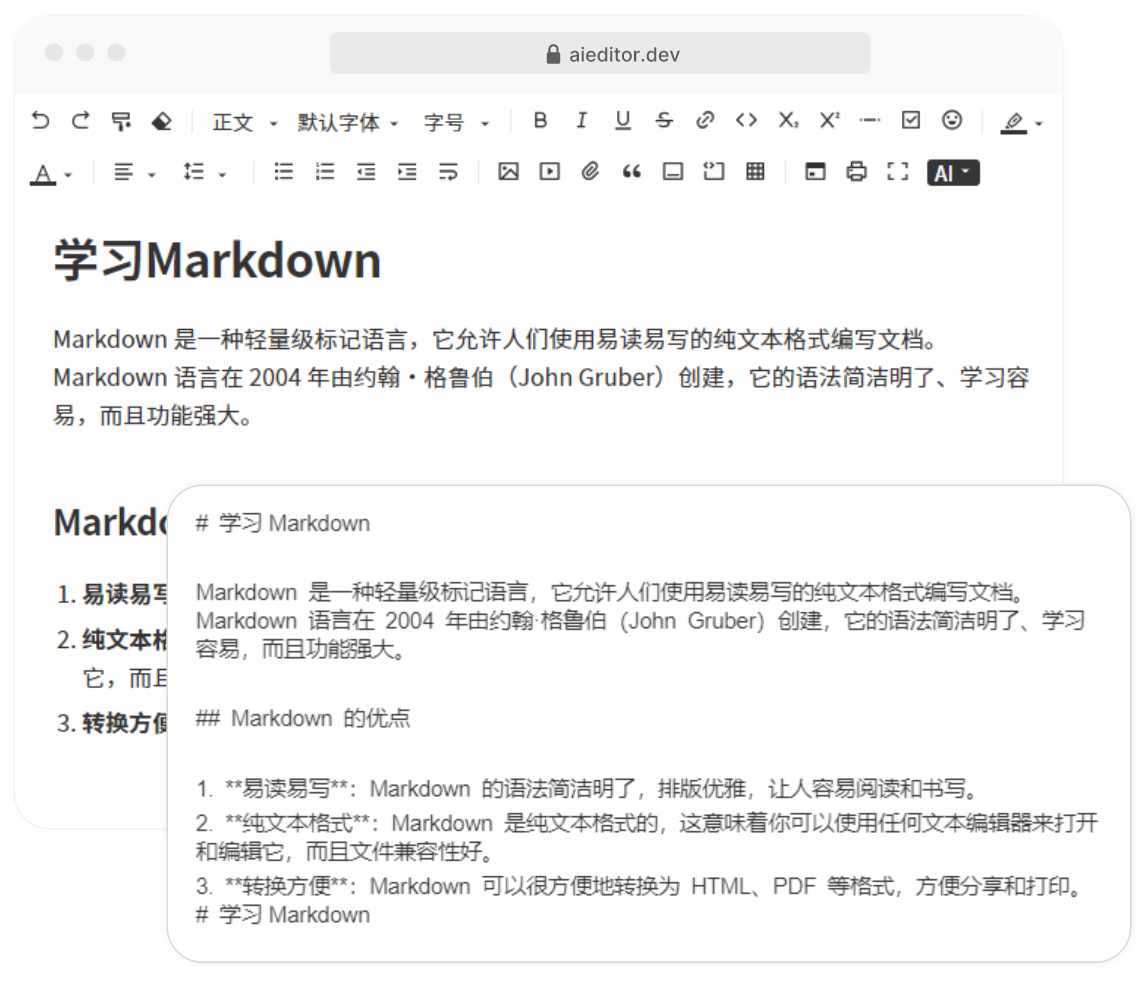 aieditor.dev
正文 默认字体 字号
AI
学习Markdown
Markdown 是一种轻量级标记语言，它允许人们使用易读易写的纯文本格式编写文档。
Markdown 语言在 2004 年由约翰·格鲁伯（John Gruber）创建，它的语法简洁明了、学习容
易，而且功能强大。
Markdo
1. 易读易写
2. 纯文本格
它，而且
3. 转换方便
# 学习 Markdown
Markdown 是一种轻量级标记语言，它允许人们使用易读易写的纯文本格式编写文档。
Markdown 语言在 2004 年由约翰·格鲁伯（John Gruber）创建，它的语法简洁明了、学习
容易，而且功能强大。
## Markdown 的优点
1. **易读易写**：Markdown 的语法简洁明了，排版优雅，让人容易阅读和书写。
2. **纯文本格式**：Markdown 是纯文本格式的，这意味着你可以使用任何文本编辑器来打开
和编辑它，而且文件兼容性好。
3. **转换方便**：Markdown 可以很方便地转换为 HTML、PDF 等格式，方便分享和打印。
# 学习 Markdown